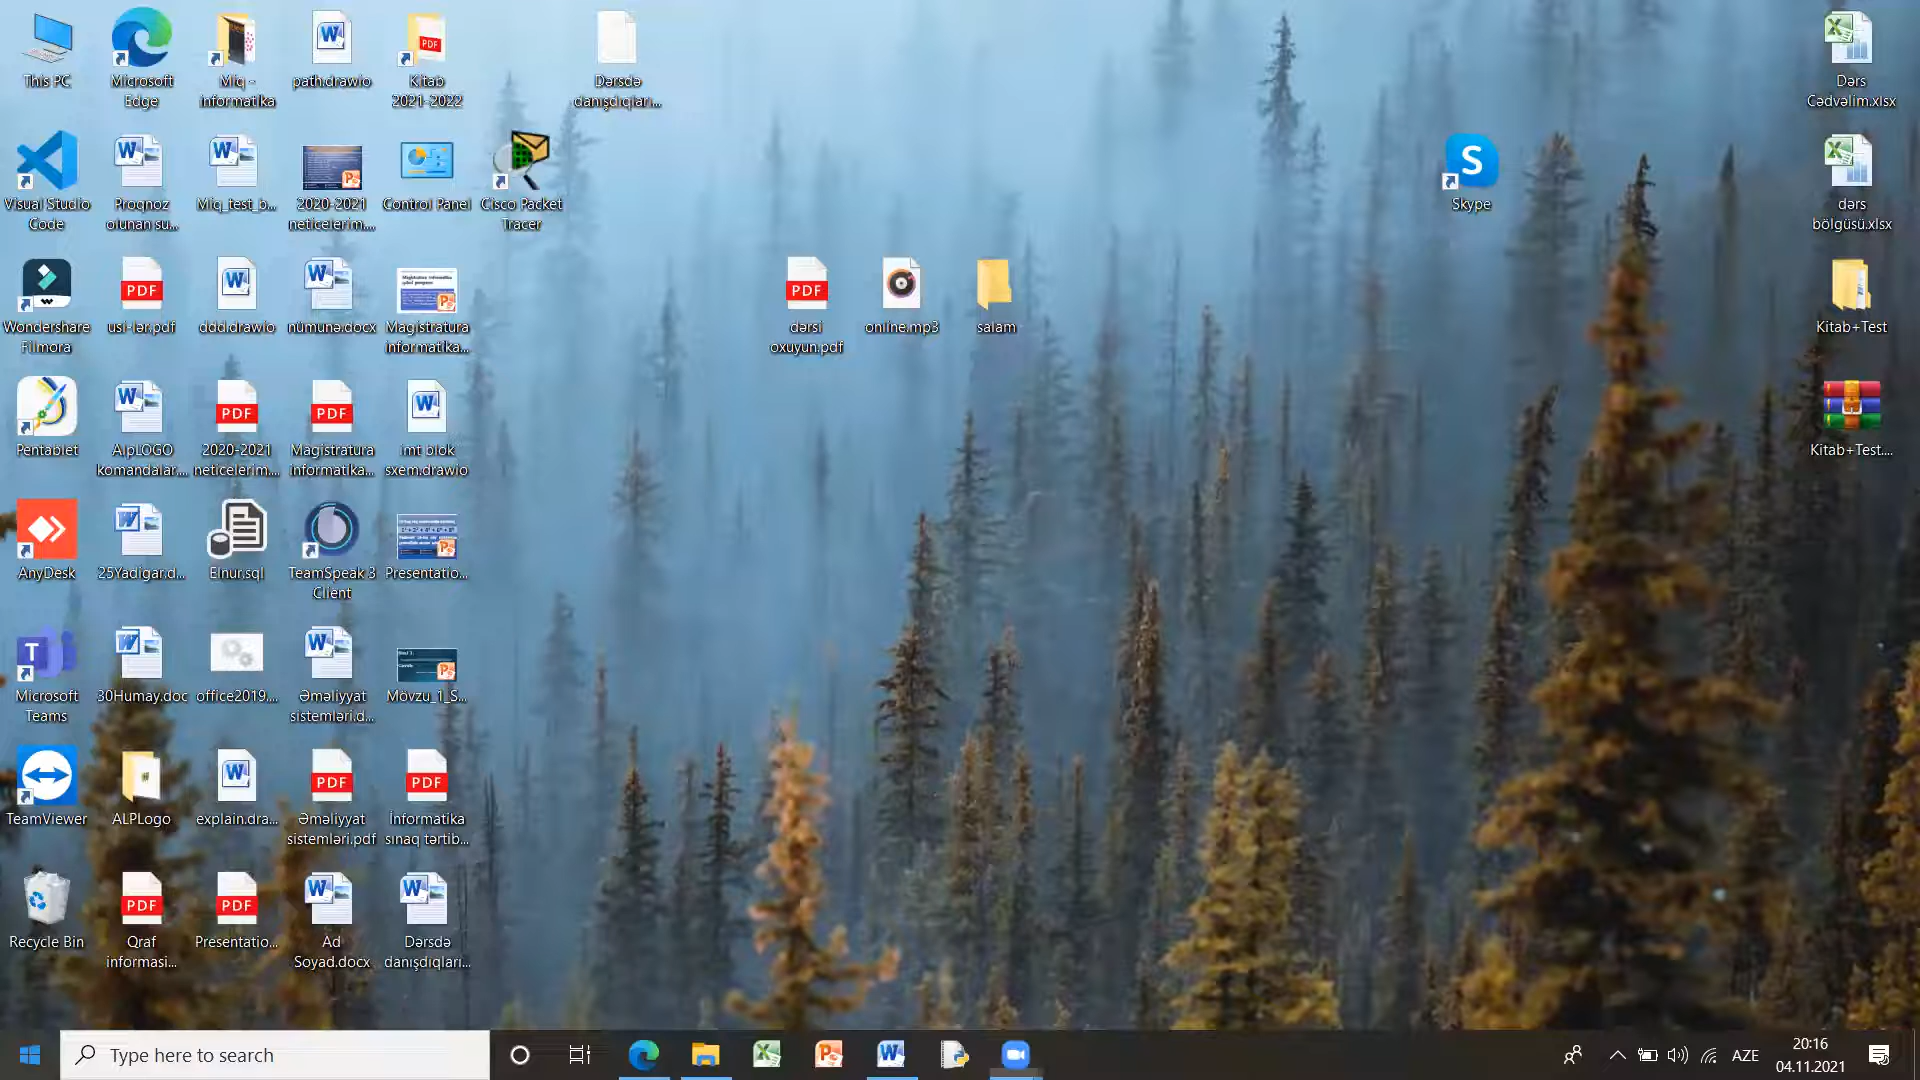 This PC
Microsoft
Edge
Miq -
informatika
path.drawio
Kitab
2021-2022
Dərsdə
danışdıqları...
Dərs
Cədvəlim.xlsx
Visual Studio
Code
Proqnoz
olunan su...
Miq_test_b...
2020-2021
neticelerim....
Control Panel
Cisco Packet
Tracer
Skype
dərs
bölgüsü.xlsx
Wondershare
Filmora
usi-lər.pdf
ddd.drawio
nümunə.docx
Magistratura
informatika...
dərsi
oxuyun.pdf
onilne.mp3
salam
Kitab+Test
Pentablet
AlpLOGO
komandalar....
2020-2021
neticelerim....
Magistratura
informatika...
imt blok
sxem.drawio
Kitab+Test....
AnyDesk
25Yadigar.d...
Elnur.sql
TeamSpeak 3
Client
Presentatio...
Microsoft
Teams
30Humay.doc
office2019....
Əməliyyat
sistemləri.d...
Mövzu_1_S...
TeamViewer
ALPLogo
explain.dra...
Əməliyyat
sistemləri.pdf
İnformatika
sınaq tərtib...
Recycle Bin
Qraf
informasi...
Presentatio...
Ad
Soyad.docx
Dərsdə
danışdıqları...
Type here to search
AZE
20:16
04.11.2021